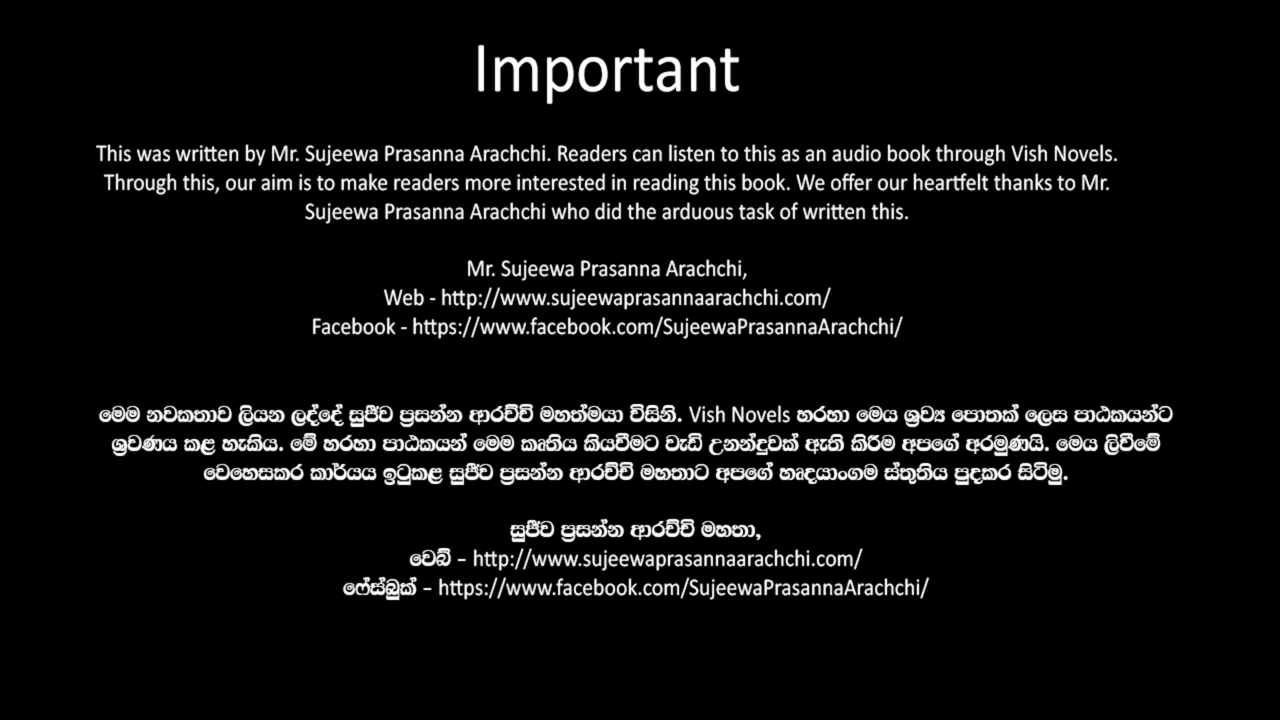 Important
This was written by Mr. Sujeewa Prasanna Arachchi. Readers can listen to this as an audio book through Vish Novels.
Through this, our aim is to make readers more interested in reading this book. We offer our heartfelt thanks to Mr.
Sujeewa Prasanna Arachchi who did the arduous task of written this.
Mr. Sujeewa Prasanna Arachchi,
Web - http://www.sujeewaprasannaarachchi.com/
Facebook - https://www.facebook.com/SujeewaPrasannaArachchi/
මෙම නවකතාව ලියන ලද්දේ සුජීව ප්‍රසන්න ආරච්චි මහත්මයා විසිනි. Vish Novels හරහා මෙය ශ්‍රව්‍ය පොතක් ලෙස පාඨකයන්ට
ශ්‍රවණය කළ හැකිය. මේ හරහා පාඨකයන් මෙම කෘතිය කියවීමට වැඩි උනන්දුවක් ඇති කිරීම අපගේ අරමුණයි. මෙය ලිවීමේ
වෙහෙසකර කාර්යය ඉටුකළ සුජීව ප්‍රසන්න ආරච්චි මහතාට අපගේ හෘදයාංගම ස්තුතිය පුදකර සිටිමු.
සුජීව ප්‍රසන්න ආරච්චි මහතා,
වෙබ් – http://www.sujeewaprasannaarachchi.com/
ෆේස්බුක් – https://www.facebook.com/SujeewaPrasannaArachchi/